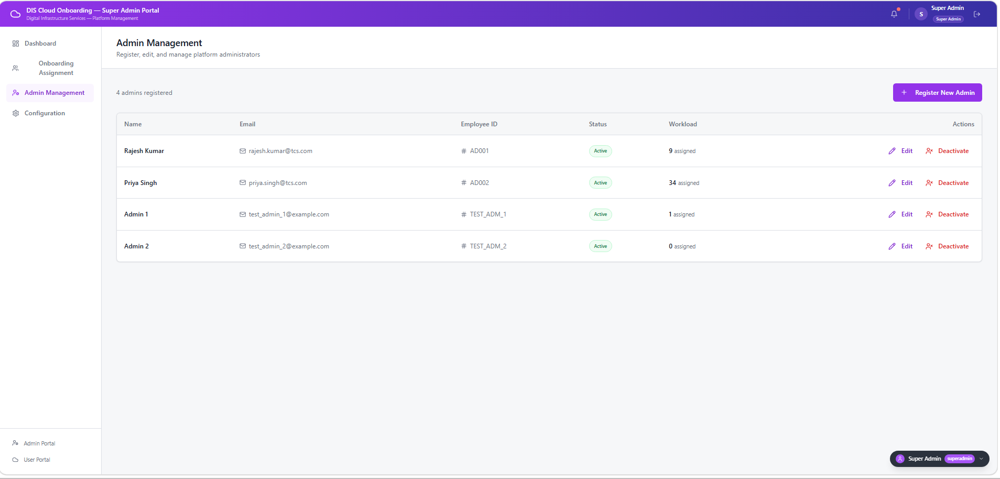 DIS Cloud Onboarding — Super Admin Portal
Digital Infrastructure Services — Platform Management
S
Super Admin
Super Admin
Dashboard
Onboarding
Assignment
Admin Management
Configuration
Admin Portal
User Portal
Admin Management
Register, edit, and manage platform administrators
4 admins registered
+ Register New Admin
Name Email Employee ID Status Workload Actions
Rajesh Kumar rajesh.kumar@tcs.com # AD001 Active 9 assigned Edit Deactivate
Priya Singh priya.singh@tcs.com # AD002 Active 34 assigned Edit Deactivate
Admin 1 test_admin_1@example.com # TEST_ADM_1 Active 1 assigned Edit Deactivate
Admin 2 test_admin_2@example.com # TEST_ADM_2 Active 0 assigned Edit Deactivate
Super Admin superadmin